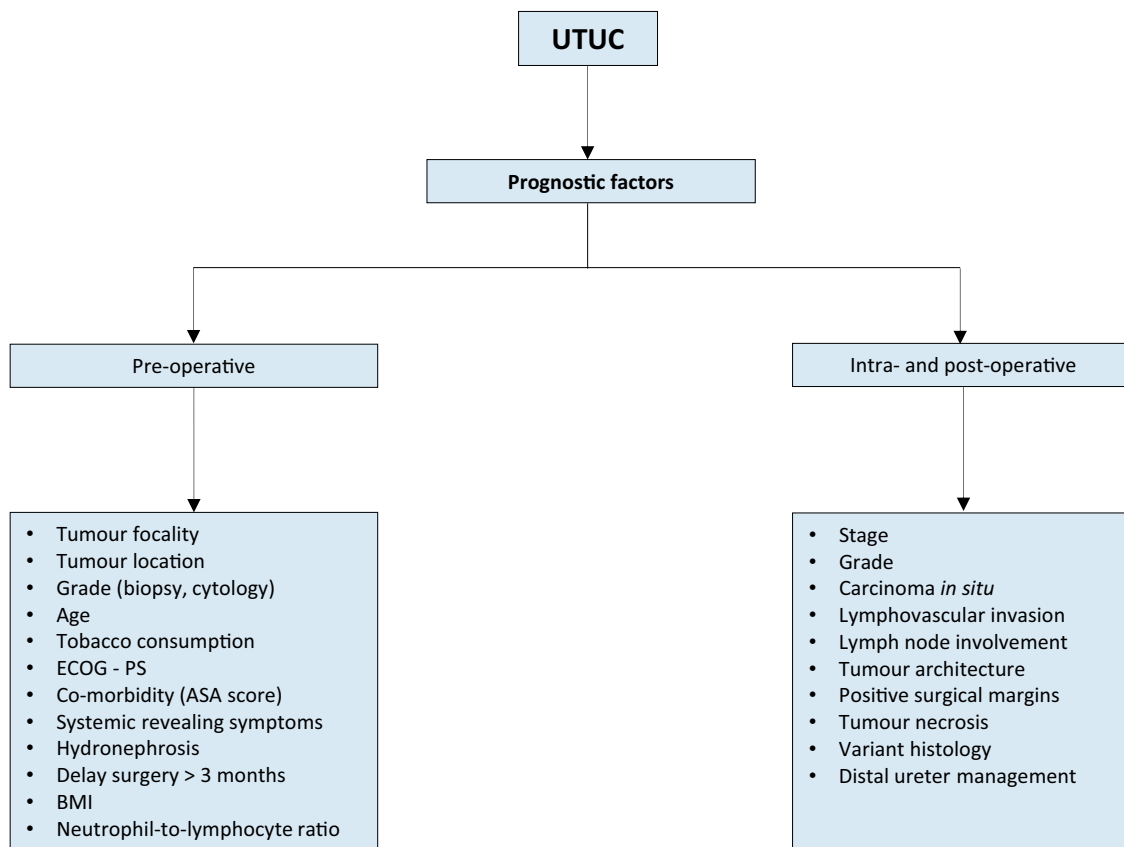 UTUC
Prognostic factors
Pre-operative
Intra- and post-operative
• Tumour focality
• Tumour location
• Grade (biopsy, cytology)
• Age
• Tobacco consumption
• ECOG - PS
• Co-morbidity (ASA score)
• Systemic revealing symptoms
• Hydronephrosis
• Delay surgery > 3 months
• BMI
• Neutrophil-to-lymphocyte ratio
• Stage
• Grade
• Carcinoma in situ
• Lymphovascular invasion
• Lymph node involvement
• Tumour architecture
• Positive surgical margins
• Tumour necrosis
• Variant histology
• Distal ureter management